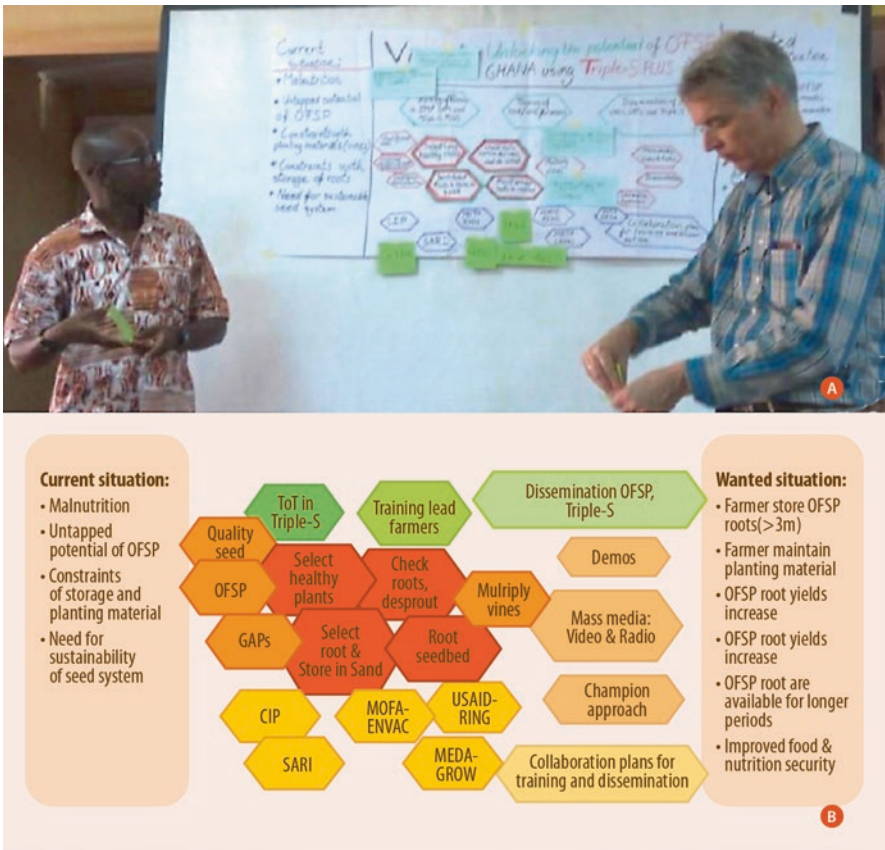 Current
situation:
• Malnutrition
• Untapped potential
of OFSP
• Constraints with
planting materials (vines)
• Constraints with
storage of roots
• Need for sustainable
seed system
Unlocking the potential of OFSP
GHANA using Triple-S PLUS
CIP
SARI
Collaboration plan
A
Current situation:
• Malnutrition
• Untapped
potential of OFSP
• Constraints
of storage and
planting material
• Need for
sustainability
of seed system
ToT in
Triple-S
Training lead
farmers
Dissemination OFSP,
Triple-S
Quality
seed
Select
healthy
plants
Check
roots,
desprout
Demos
OFSP
Mulriply
vines
Mass media:
Video & Radio
GAPs
Select
root &
Store in Sand
Root
seedbed
Champion
approach
CIP
MOFA-
ENVAC
USAID-
RING
SARI
MEDA-
GROW
Collaboration plans for
training and dissemination
Wanted situation:
• Farmer store OFSP
roots(>3m)
• Farmer maintain
planting material
• OFSP root yields
increase
• OFSP root yields
increase
• OFSP root are
available for longer
periods
• Improved food &
nutrition security
B